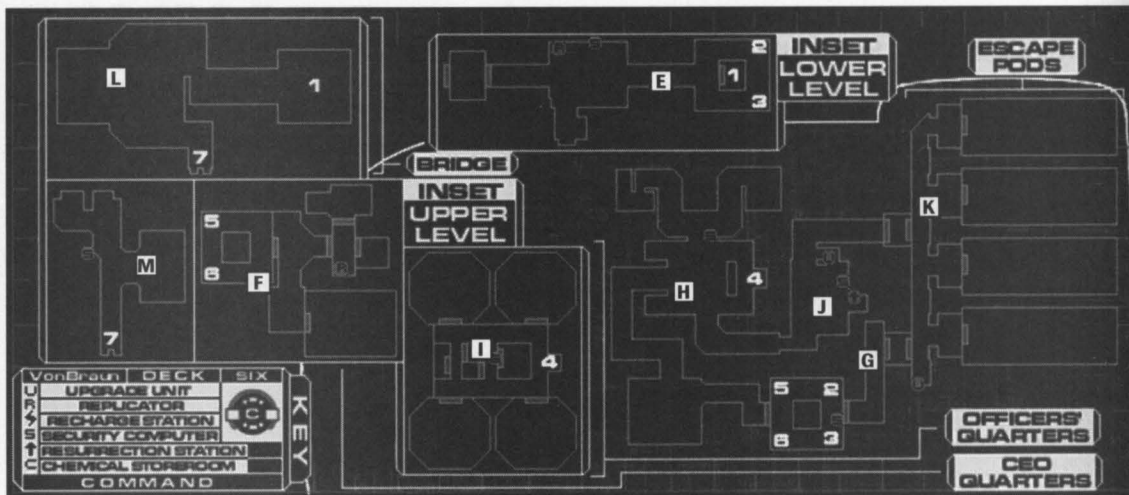 L
1
7
BRIDGE
E
1
2
3
INSET
LOWER
LEVEL
ESCAPE
PODS
M
7
5
6
F
R
INSET
UPPER
LEVEL
I
4
H
4
J
G
K
5
2
6
3
OFFICERS'
QUARTERS
CEO
QUARTERS
VonBraun DECK SIX
U UPGRADE UNIT
R REPLICATOR
RECHARGE STATION
S SECURITY COMPUTER
↑ RESURRECTION STATION
C CHEMICAL STOREROOM
COMMAND
C
KEY